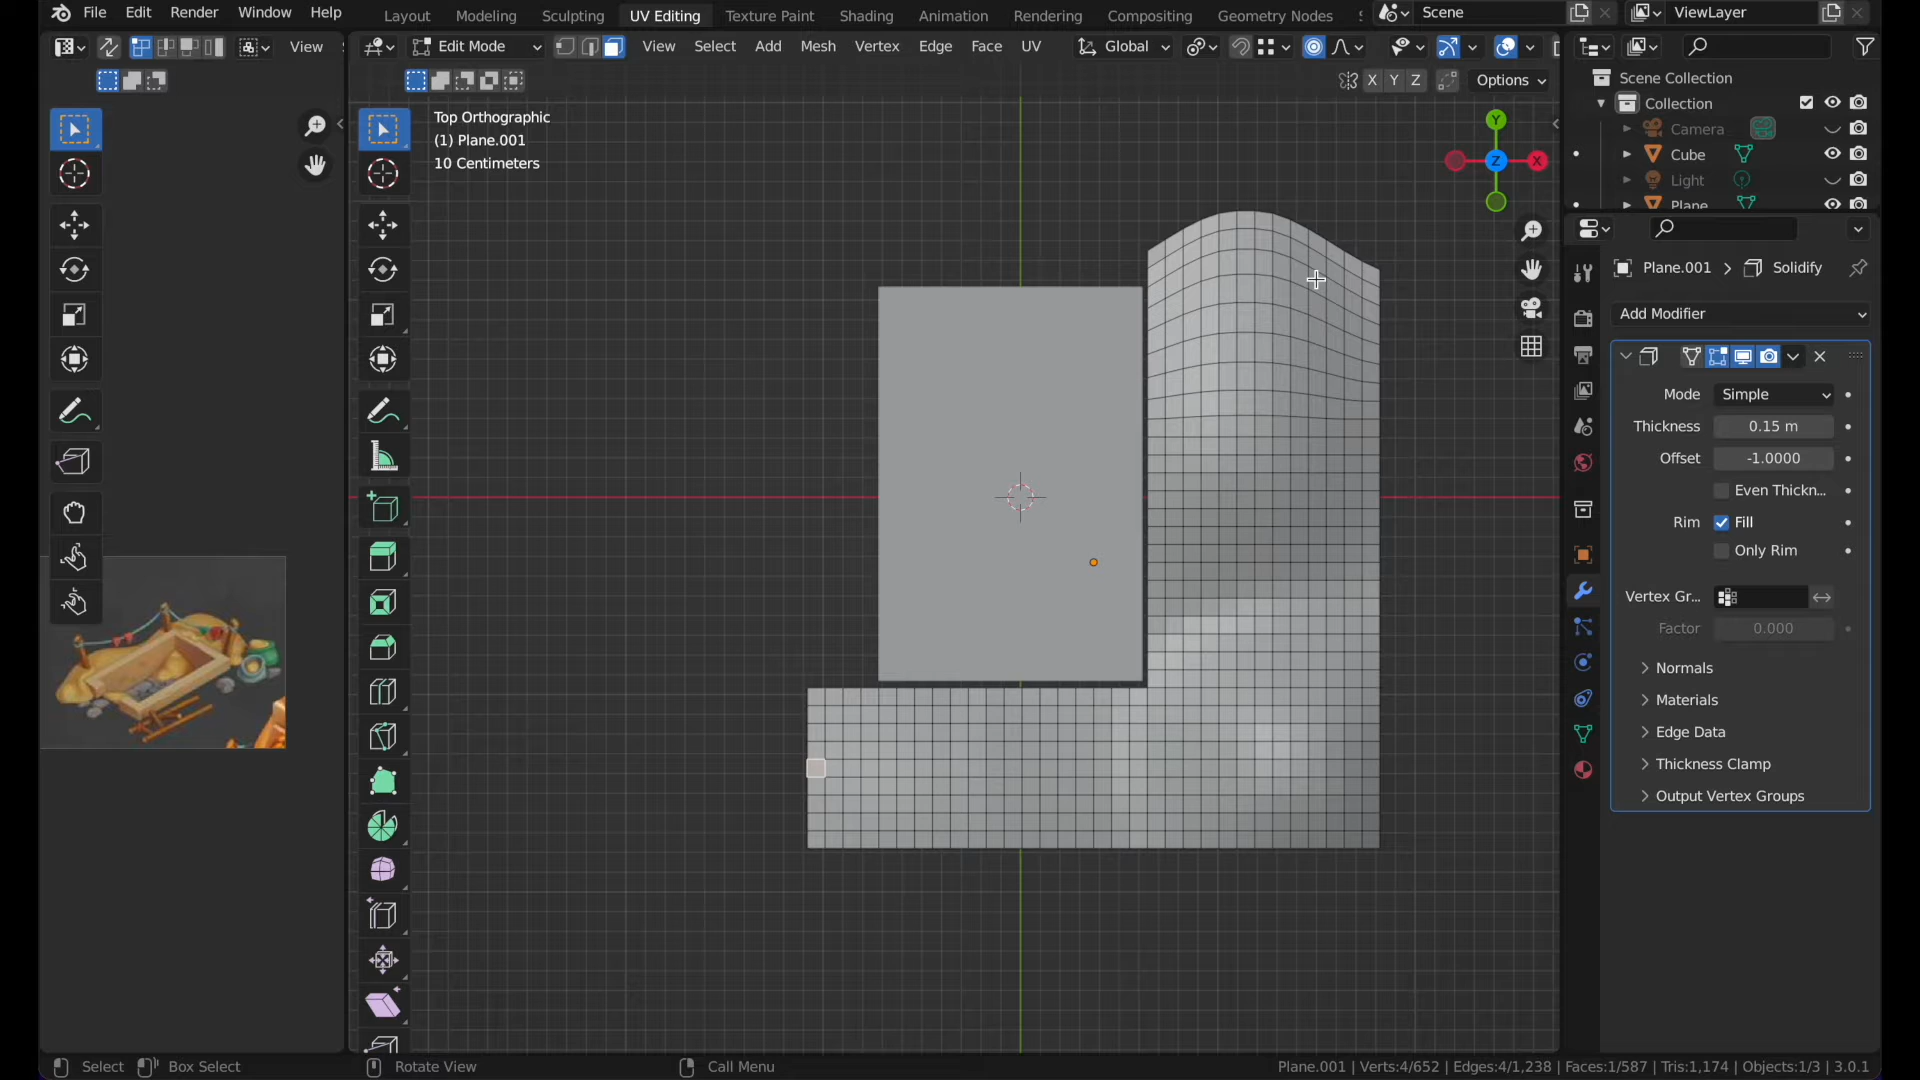 File Edit Render Window Help
Layout Modeling Sculpting UV Editing Texture Paint Shading Animation Rendering Compositing Geometry Nodes
Scene
ViewLayer
View
Edit Mode
View Select Add Mesh Vertex Edge Face UV
Global
X Y Z
Options
Top Orthographic
(1) Plane.001
10 Centimeters
Y
Z
X
Scene Collection
Collection
Camera
Cube
Light
Plane
Plane.001 > Solidify
Add Modifier
Mode Simple
Thickness 0.15 m
Offset -1.0000
Even Thickn...
Rim Fill
Only Rim
Vertex Gr...
Factor 0.000
Normals
Materials
Edge Data
Thickness Clamp
Output Vertex Groups
Select Box Select Rotate View Call Menu
Plane.001 | Verts:4/652 | Edges:4/1,238 | Faces:1/587 | Tris:1,174 | Objects:1/3 | 3.0.1